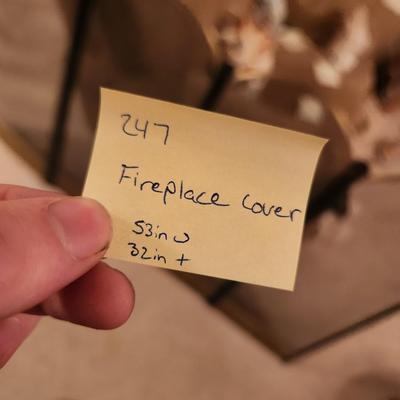 247
Fireplace Cover
53in w
32in t